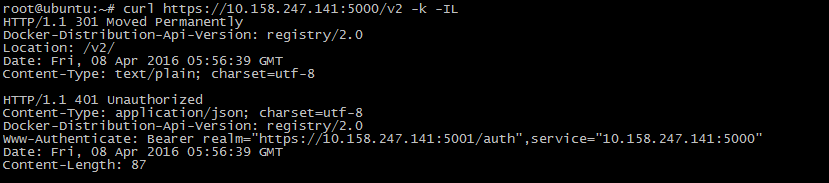 root@ubuntu:~# curl https://10.158.247.141:5000/v2 -k -IL
HTTP/1.1 301 Moved Permanently
Docker-Distribution-Api-Version: registry/2.0
Location: /v2/
Date: Fri, 08 Apr 2016 05:56:39 GMT
Content-Type: text/plain; charset=utf-8

HTTP/1.1 401 Unauthorized
Content-Type: application/json; charset=utf-8
Docker-Distribution-Api-Version: registry/2.0
Www-Authenticate: Bearer realm="https://10.158.247.141:5001/auth",service="10.158.247.141:5000"
Date: Fri, 08 Apr 2016 05:56:39 GMT
Content-Length: 87